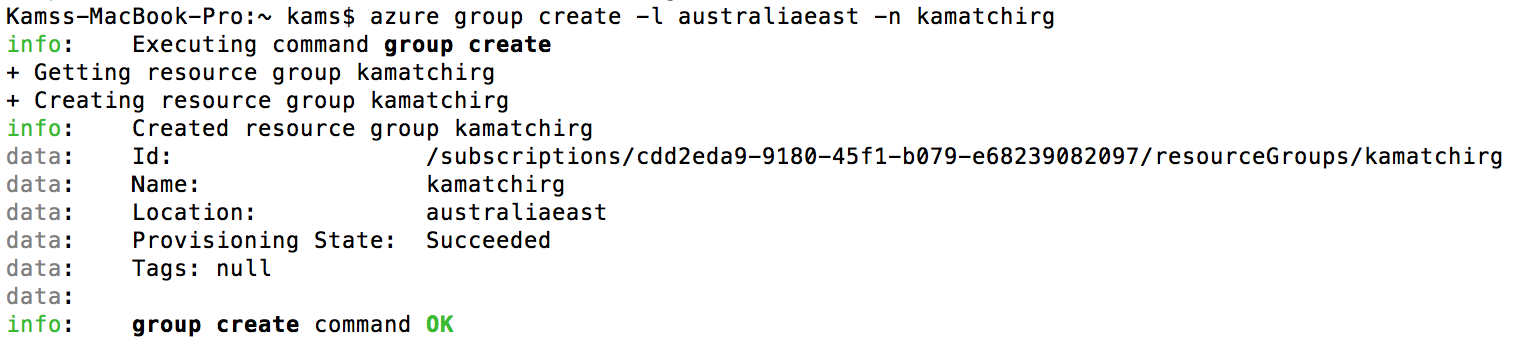 Kamss-MacBook-Pro:~ kams$ azure group create -l australiaeast -n kamatchirg
info:    Executing command group create
+ Getting resource group kamatchirg
+ Creating resource group kamatchirg
info:    Created resource group kamatchirg
data:    Id:                  /subscriptions/cdd2eda9-9180-45f1-b079-e68239082097/resourceGroups/kamatchirg
data:    Name:                kamatchirg
data:    Location:            australiaeast
data:    Provisioning State:  Succeeded
data:    Tags: null
data:
info:    group create command OK